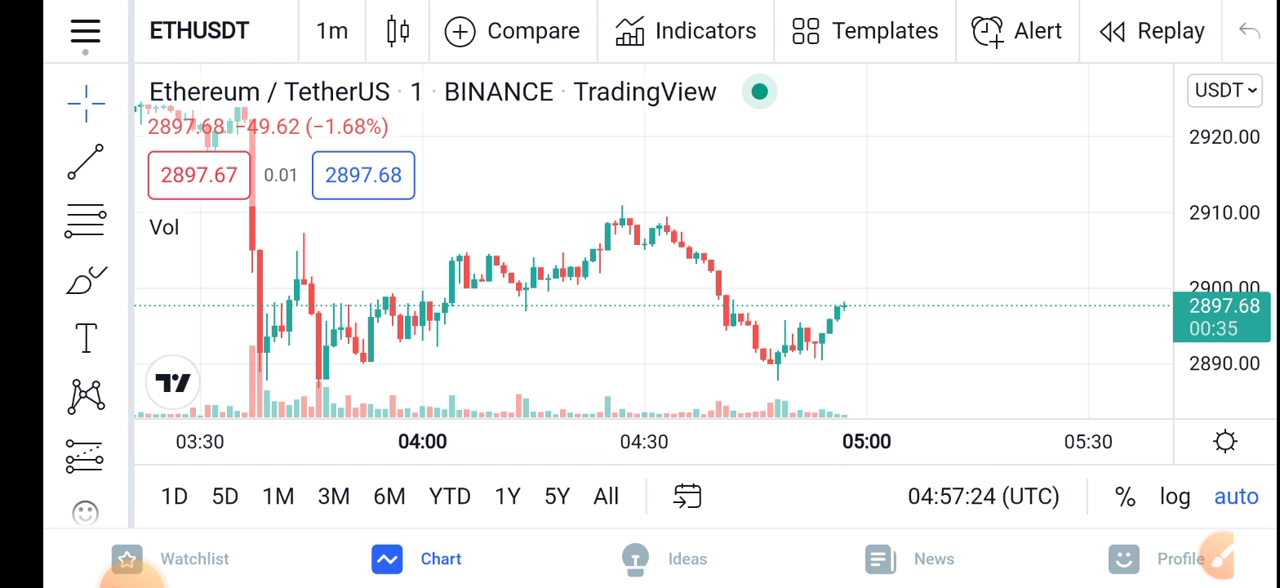 ETHUSDT 1m Compare Indicators Templates Alert Replay
Ethereum / TetherUS · 1 · BINANCE · TradingView
USDT
2897.68 −49.62 (−1.68%)
2920.00
2897.67 0.01 2897.68
2910.00
Vol
2900.00
2897.68
00:35
2890.00
03:30 04:00 04:30 05:00 05:30
1D 5D 1M 3M 6M YTD 1Y 5Y All 04:57:24 (UTC) % log auto
Watchlist Chart Ideas News Profile